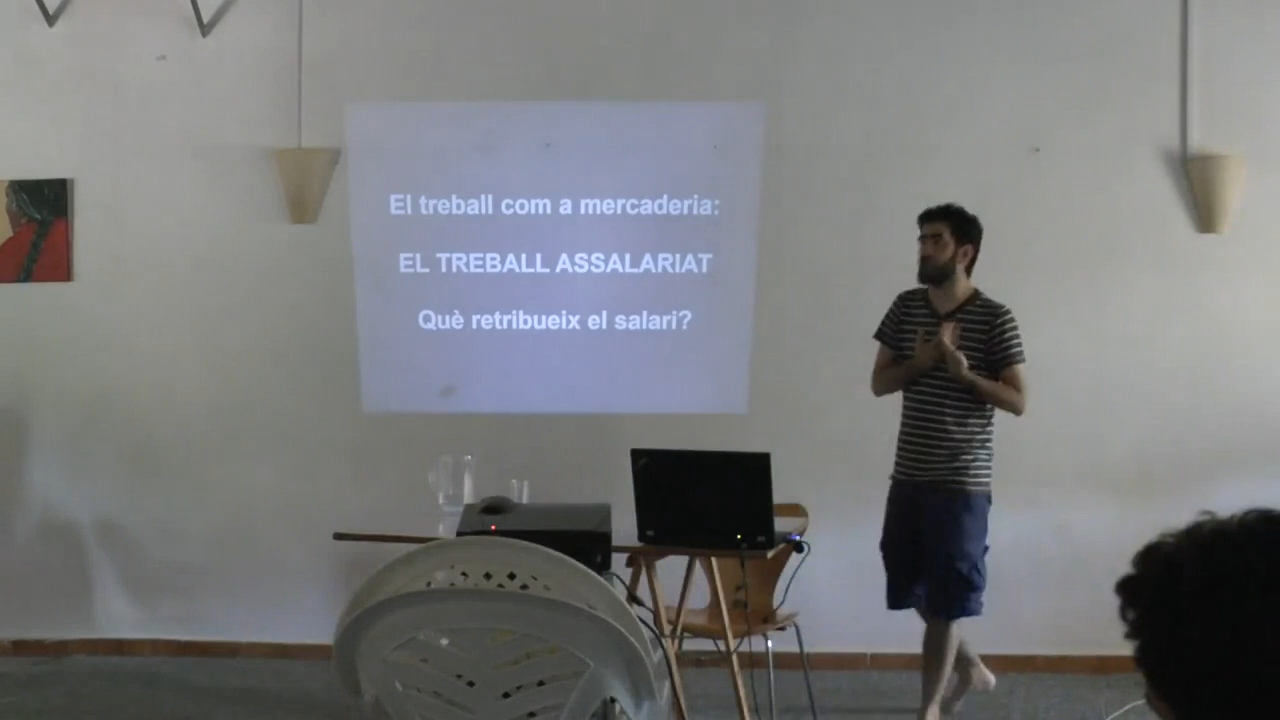 El treball com a mercaderia:
EL TREBALL ASSALARIAT
Què retribueix el salari?